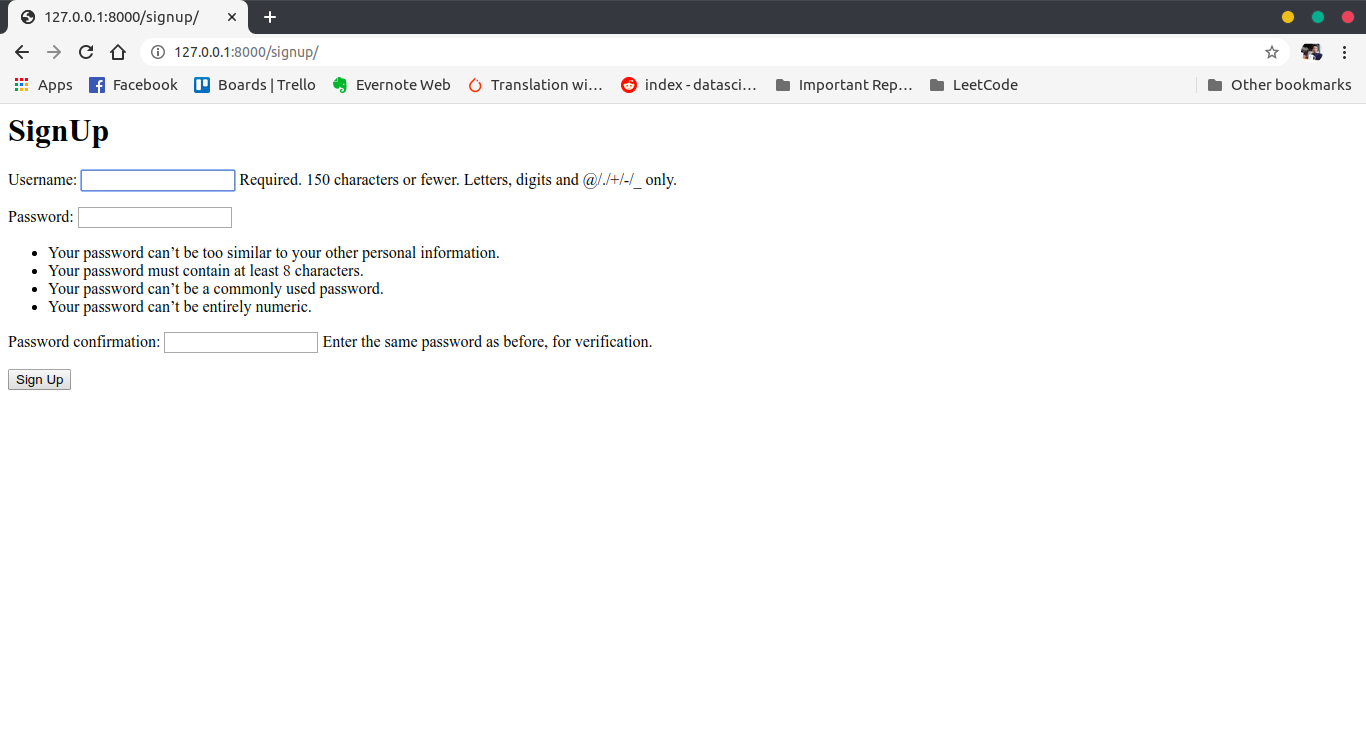 127.0.0.1:8000/signup/
127.0.0.1:8000/signup/
Apps Facebook Boards | Trello Evernote Web Translation wi... index - datasci... Important Rep... LeetCode Other bookmarks
SignUp
Username: Required. 150 characters or fewer. Letters, digits and @/./+/-/_ only.
Password:
• Your password can’t be too similar to your other personal information.
• Your password must contain at least 8 characters.
• Your password can’t be a commonly used password.
• Your password can’t be entirely numeric.
Password confirmation: Enter the same password as before, for verification.
Sign Up